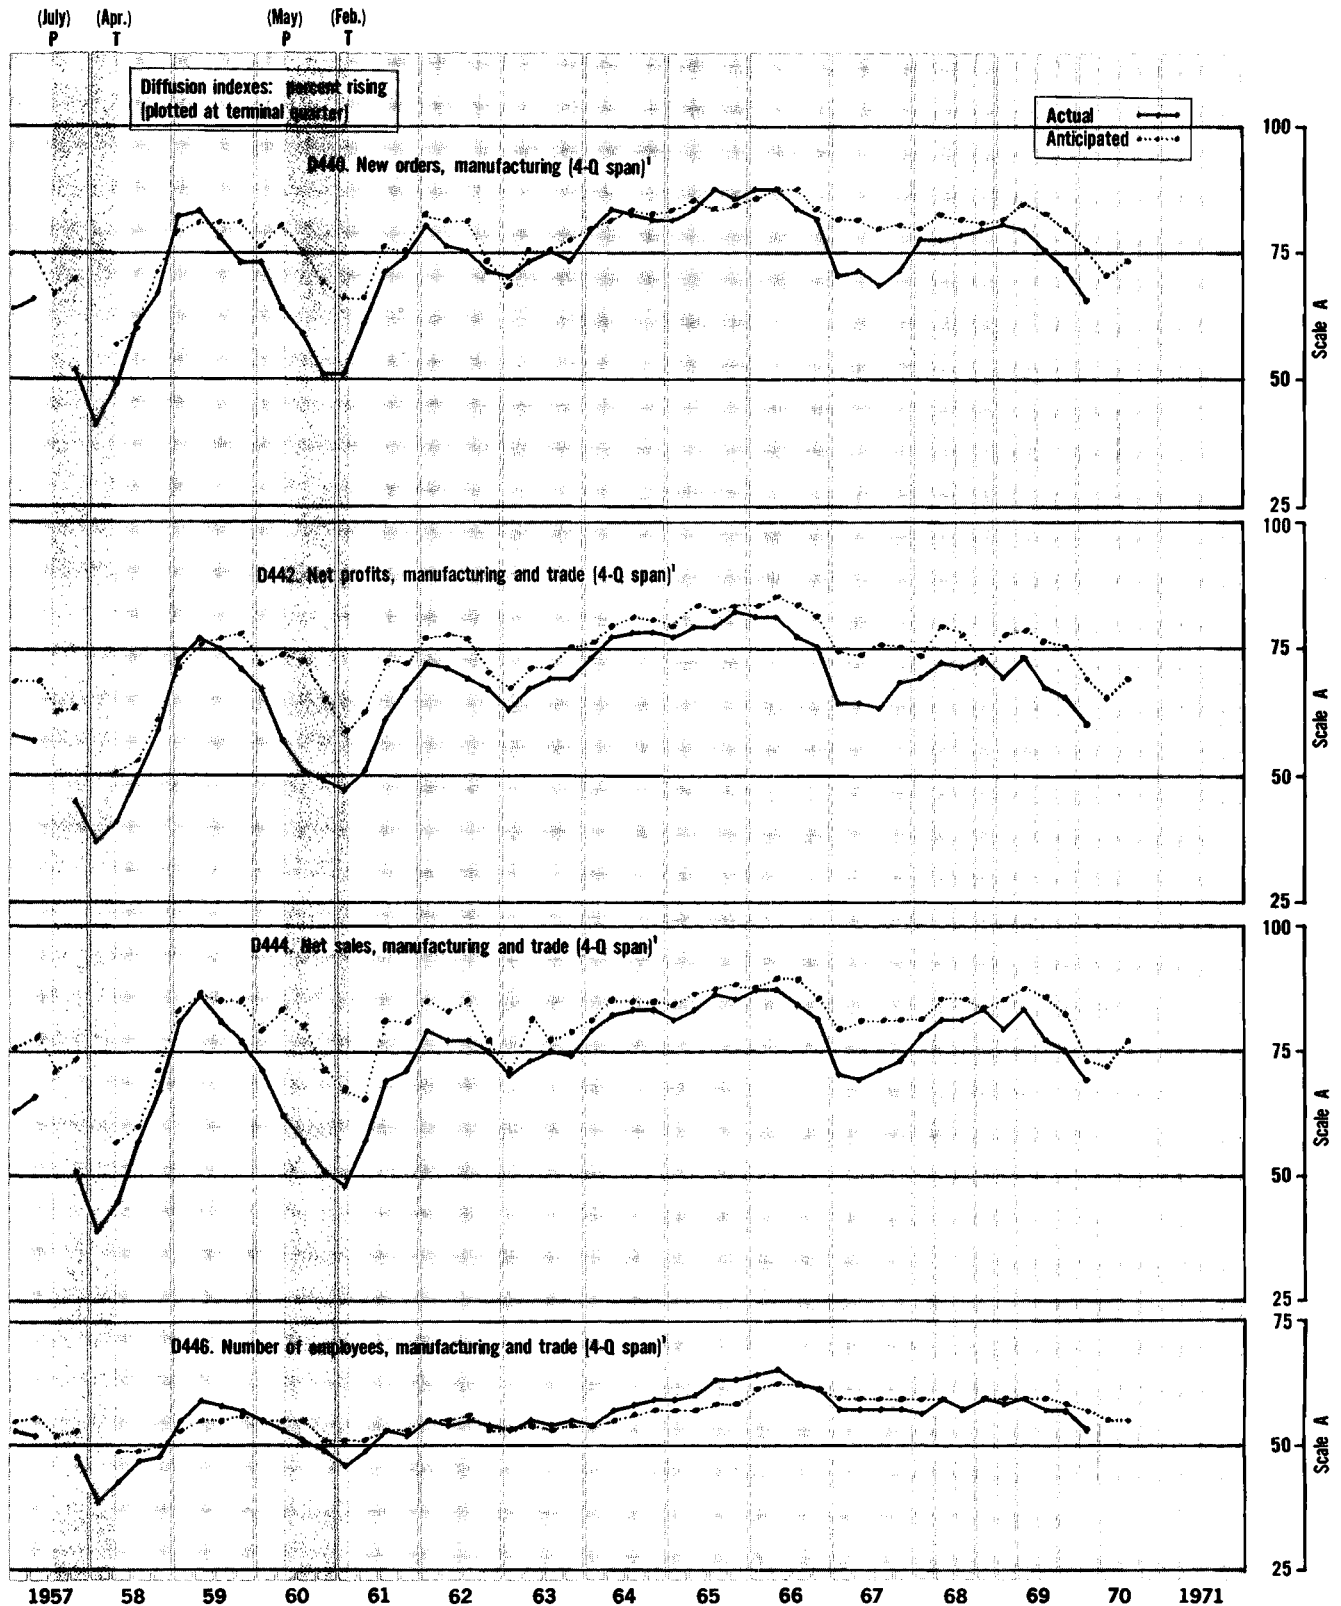 (July) (Apr.) (May) (Feb.)
P T P T
Diffusion indexes: percent rising
(plotted at terminal quarter)
Actual
Anticipated
D440. New orders, manufacturing (4-Q span)¹
100
75
50
25
Scale A
D442. Net profits, manufacturing and trade (4-Q span)¹
100
75
50
25
Scale A
D444. Net sales, manufacturing and trade (4-Q span)¹
100
75
50
25
Scale A
D446. Number of employees, manufacturing and trade (4-Q span)¹
75
50
25
Scale A
1957 58 59 60 61 62 63 64 65 66 67 68 69 70 1971